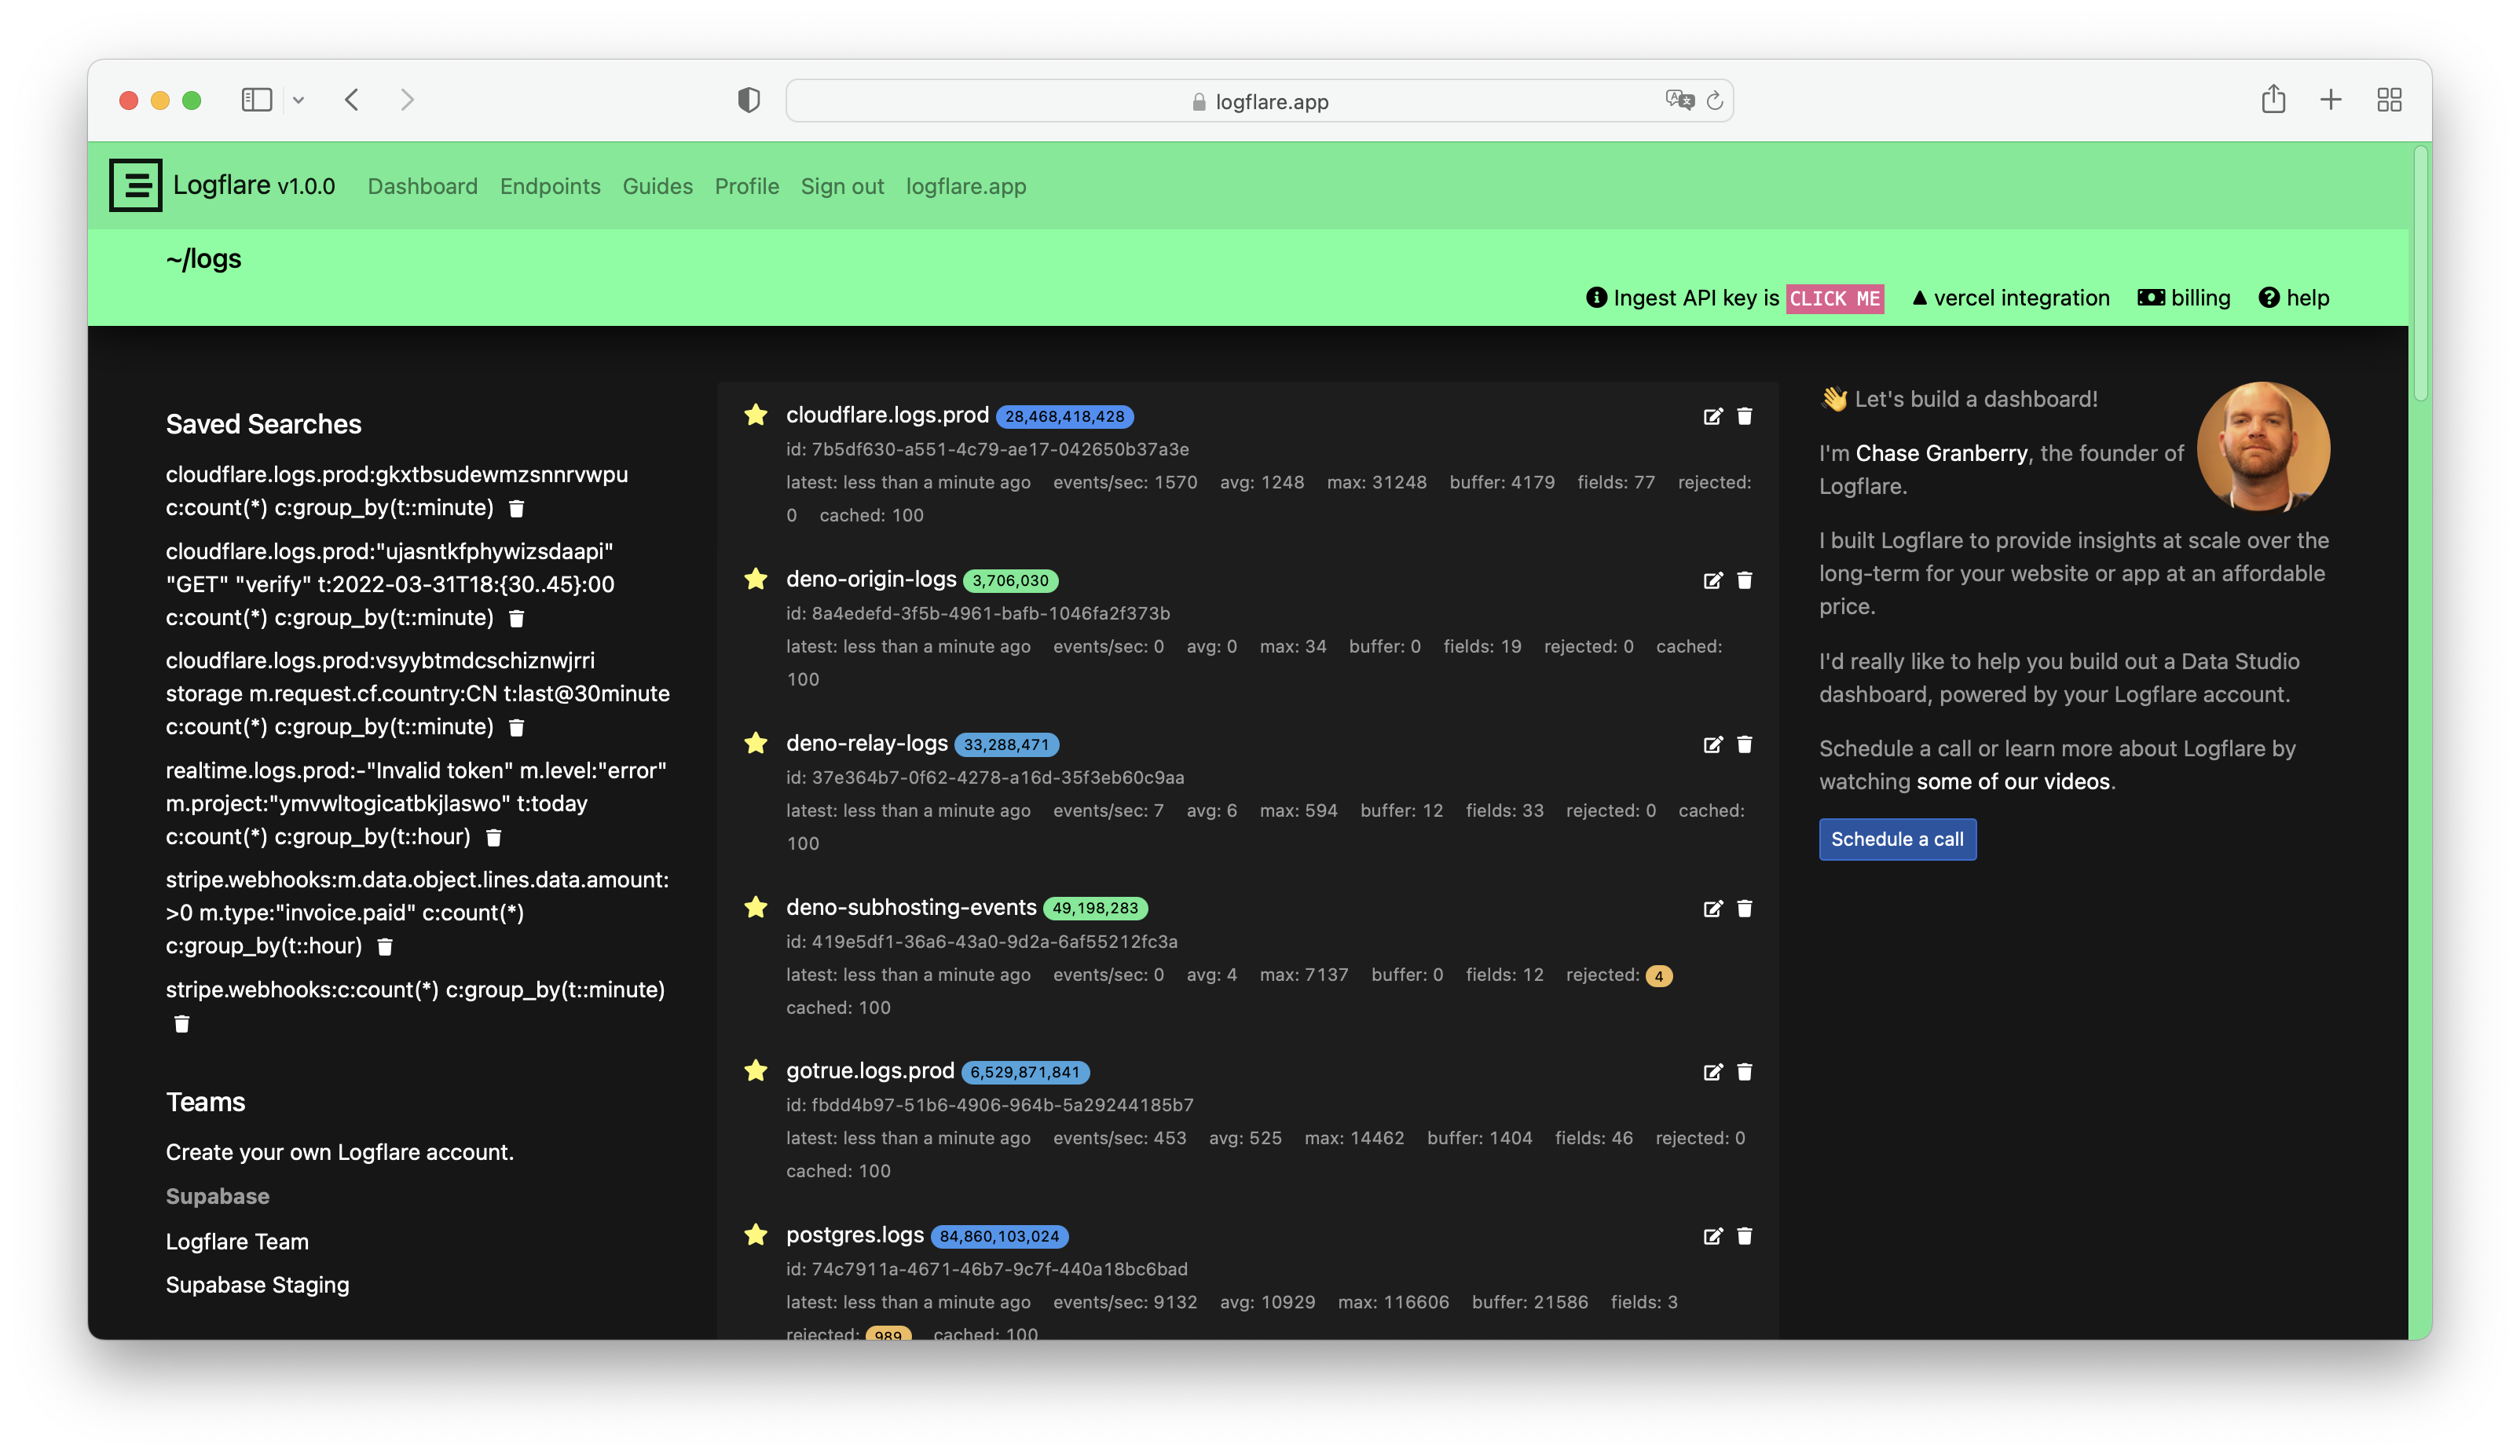 logflare.app
Logflare v1.0.0 Dashboard Endpoints Guides Profile Sign out logflare.app
~/logs
Ingest API key is CLICK ME vercel integration billing help
Saved Searches
cloudflare.logs.prod:gkxtbsudewmzsnnrvwpu
c:count(*) c:group_by(t::minute)
cloudflare.logs.prod:"ujasntkfphywizsdaapi"
"GET" "verify" t:2022-03-31T18:{30..45}:00
c:count(*) c:group_by(t::minute)
cloudflare.logs.prod:vsyybtmdcschiznwjrri
storage m.request.cf.country:CN t:last@30minute
c:count(*) c:group_by(t::minute)
realtime.logs.prod:-"Invalid token" m.level:"error"
m.project:"ymvwltogicatbkjlaswo" t:today
c:count(*) c:group_by(t::hour)
stripe.webhooks:m.data.object.lines.data.amount:
>0 m.type:"invoice.paid" c:count(*)
c:group_by(t::hour)
stripe.webhooks:c:count(*) c:group_by(t::minute)
Teams
Create your own Logflare account.
Supabase
Logflare Team
Supabase Staging
cloudflare.logs.prod 28,468,418,428
id: 7b5df630-a551-4c79-ae17-042650b37a3e
latest: less than a minute ago events/sec: 1570 avg: 1248 max: 31248 buffer: 4179 fields: 77 rejected:
0 cached: 100
deno-origin-logs 3,706,030
id: 8a4edefd-3f5b-4961-bafb-1046fa2f373b
latest: less than a minute ago events/sec: 0 avg: 0 max: 34 buffer: 0 fields: 19 rejected: 0 cached:
100
deno-relay-logs 33,288,471
id: 37e364b7-0f62-4278-a16d-35f3eb60c9aa
latest: less than a minute ago events/sec: 7 avg: 6 max: 594 buffer: 12 fields: 33 rejected: 0 cached:
100
deno-subhosting-events 49,198,283
id: 419e5df1-36a6-43a0-9d2a-6af55212fc3a
latest: less than a minute ago events/sec: 0 avg: 4 max: 7137 buffer: 0 fields: 12 rejected: 4
cached: 100
gotrue.logs.prod 6,529,871,841
id: fbdd4b97-51b6-4906-964b-5a29244185b7
latest: less than a minute ago events/sec: 453 avg: 525 max: 14462 buffer: 1404 fields: 46 rejected: 0
cached: 100
postgres.logs 84,860,103,024
id: 74c7911a-4671-46b7-9c7f-440a18bc6bad
latest: less than a minute ago events/sec: 9132 avg: 10929 max: 116606 buffer: 21586 fields: 3
rejected: 989 cached: 100
👋 Let's build a dashboard!
I'm Chase Granberry, the founder of
Logflare.
I built Logflare to provide insights at scale over the
long-term for your website or app at an affordable
price.
I'd really like to help you build out a Data Studio
dashboard, powered by your Logflare account.
Schedule a call or learn more about Logflare by
watching some of our videos.
Schedule a call